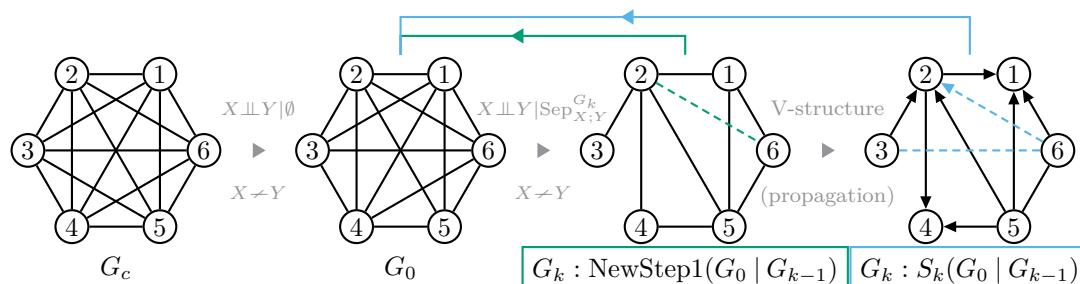 2 1 3 6 4 5
G_c
X⊥⊥Y|∅
X≁Y
2 1 3 6 4 5
G_0
X⊥⊥Y|Sep^{G_k}_{X;Y}
X≁Y
2 1 3 6 4 5
G_k : NewStep1(G_0 | G_{k−1})
V-structure
(propagation)
2 1 3 6 4 5
G_k : S_k(G_0 | G_{k−1})